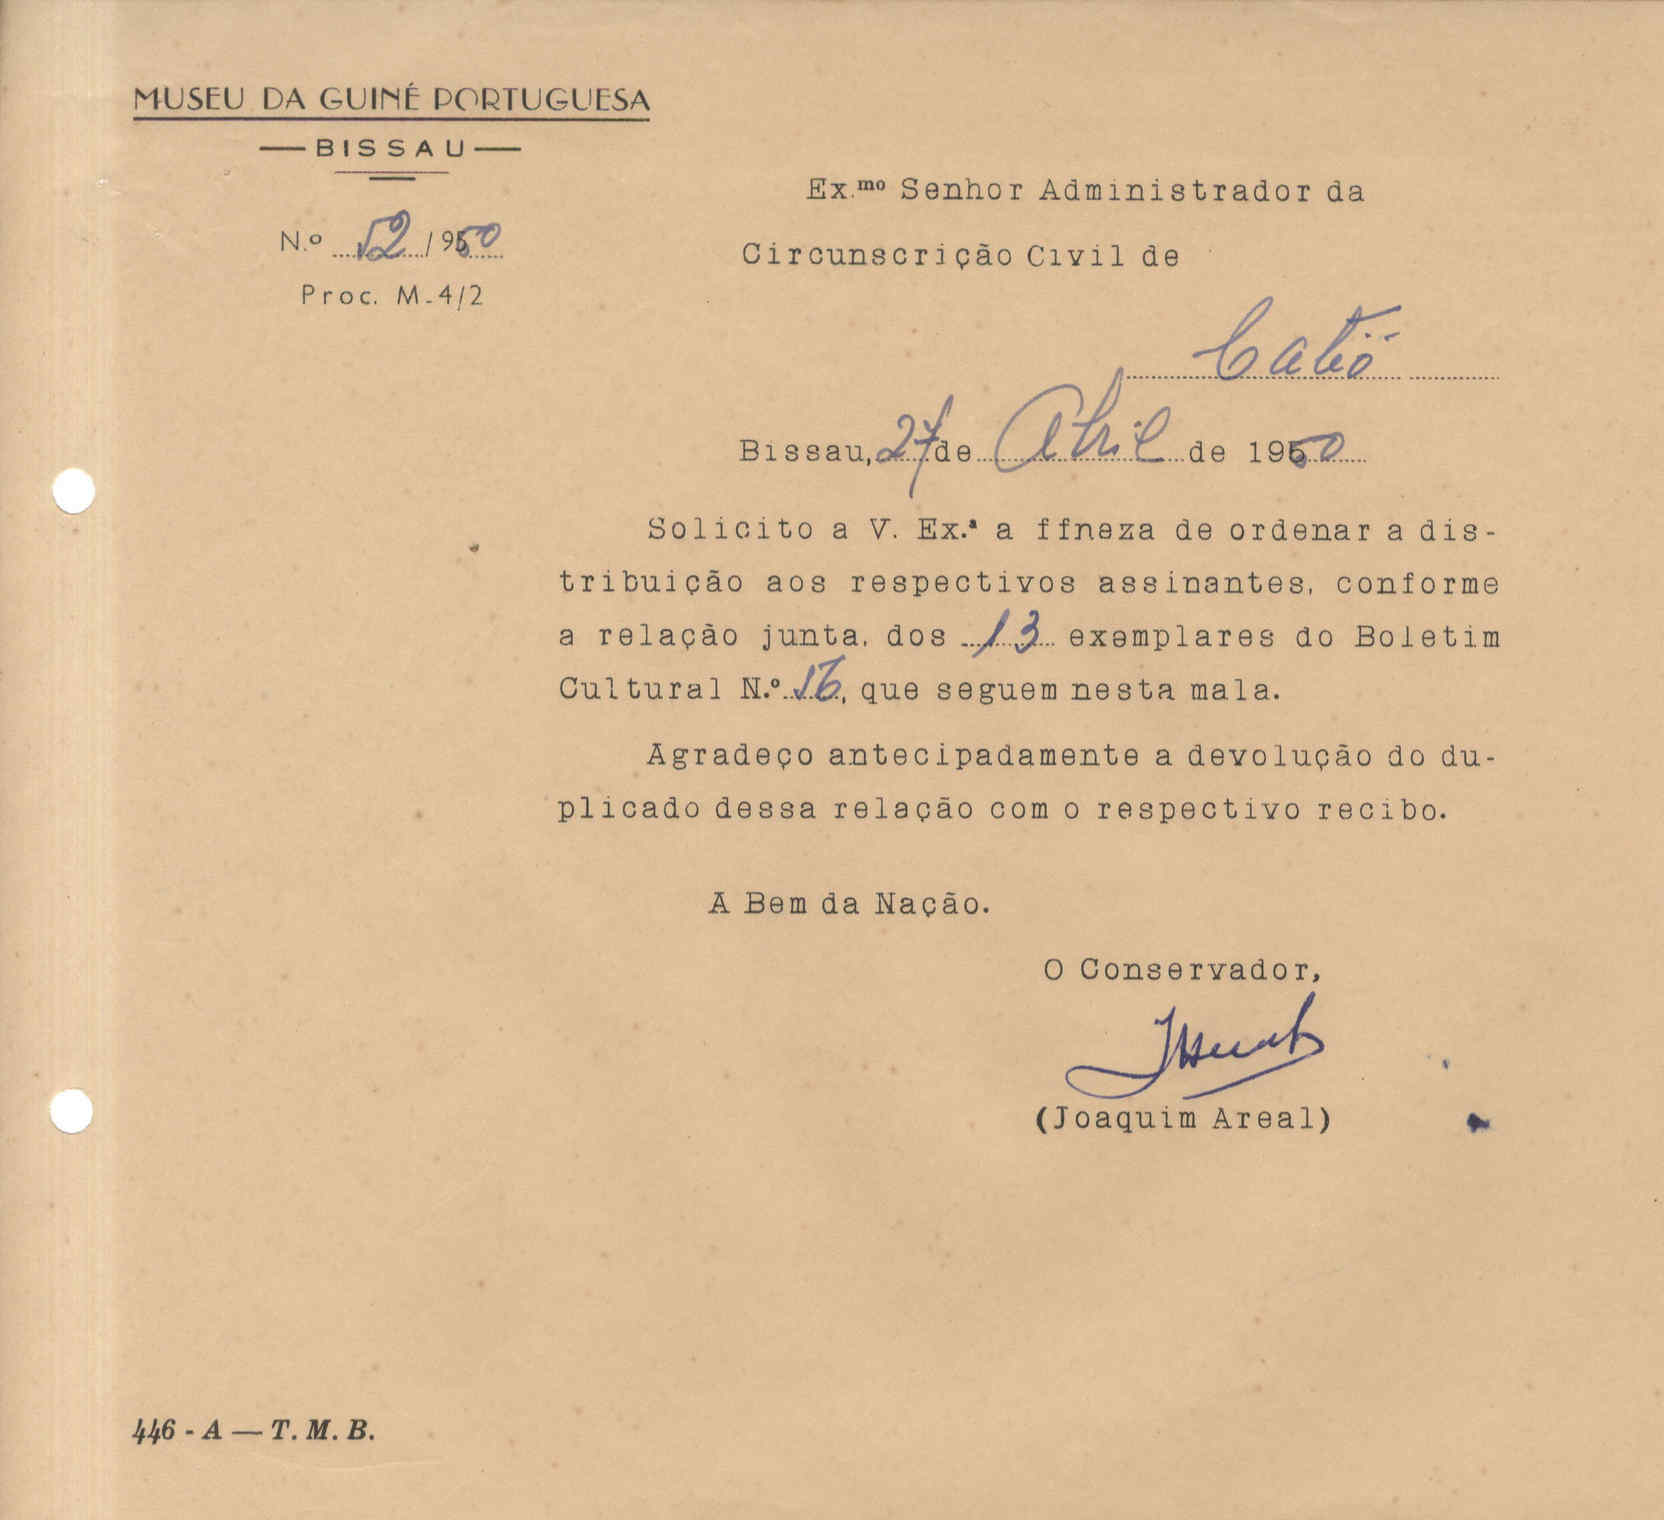 MUSEU DA GUINÉ PORTUGUESA
— BISSAU —
N.º 52/950
Proc. M-4/2
Ex.mo Senhor Administrador da
Circunscrição Civil de
Catió
Bissau, 27 de Abril de 1950
Solicito a V. Ex.ª a ffneza de ordenar a dis-
tribuição aos respectivos assinantes, conforme
a relação junta, dos 13 exemplares do Boletim
Cultural N.º 16, que seguem nesta mala.
Agradeço antecipadamente a devolução do du-
plicado dessa relação com o respectivo recibo.
A Bem da Nação.
O Conservador,
(Joaquim Areal)
446 - A — T. M. B.